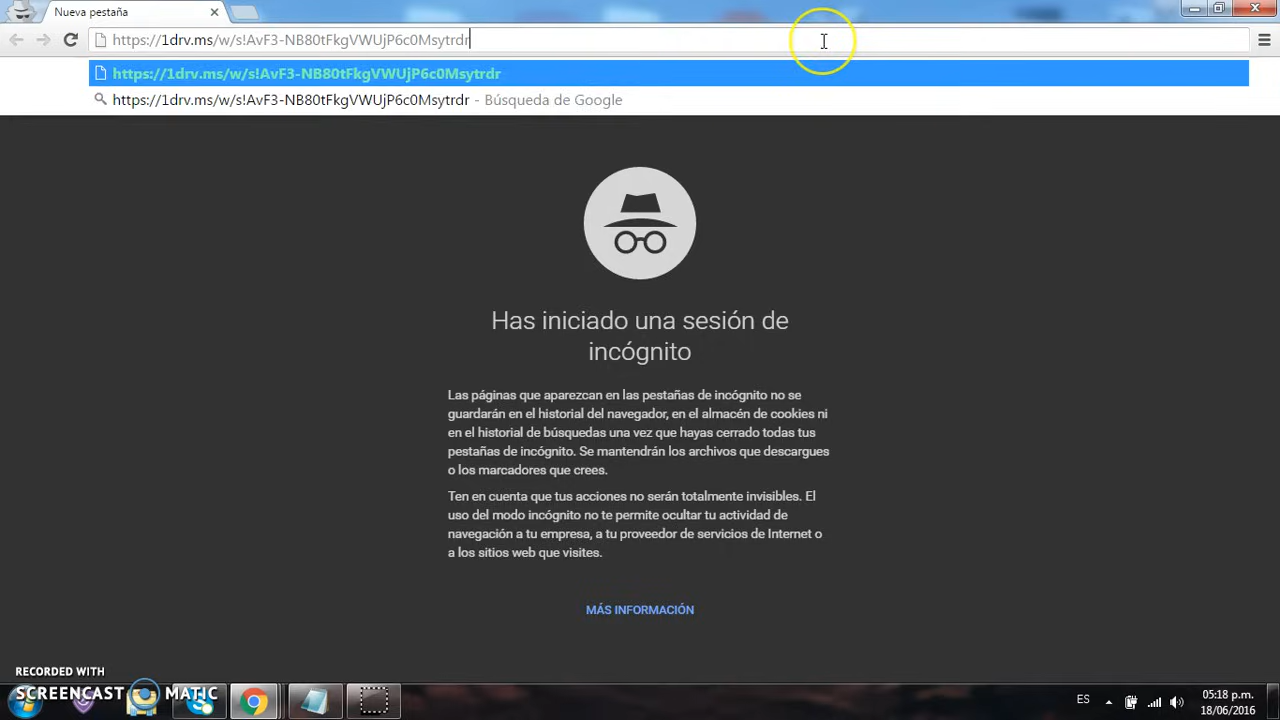 Nueva pestaña
https://1drv.ms/w/s!AvF3-NB80tFkgVWUjP6c0Msytrdr
https://1drv.ms/w/s!AvF3-NB80tFkgVWUjP6c0Msytrdr
https://1drv.ms/w/s!AvF3-NB80tFkgVWUjP6c0Msytrdr - Búsqueda de Google
Has iniciado una sesión de
incógnito
Las páginas que aparezcan en las pestañas de incógnito no se
guardarán en el historial del navegador, en el almacén de cookies ni
en el historial de búsquedas una vez que hayas cerrado todas tus
pestañas de incógnito. Se mantendrán los archivos que descargues
o los marcadores que crees.
Ten en cuenta que tus acciones no serán totalmente invisibles. El
uso del modo incógnito no te permite ocultar tu actividad de
navegación a tu empresa, a tu proveedor de servicios de Internet o
a los sitios web que visites.
MÁS INFORMACIÓN
RECORDED WITH
SCREENCAST MATIC
ES
05:18 p.m.
18/06/2016